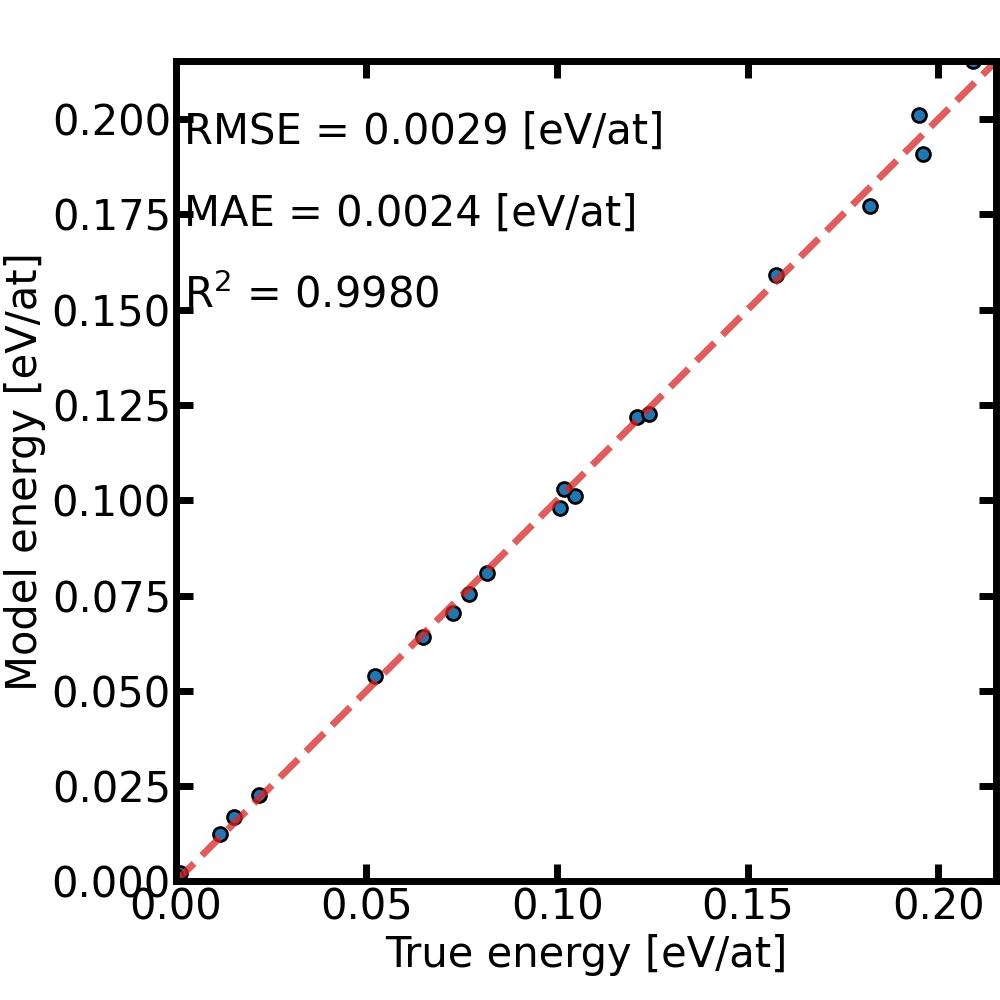 RMSE = 0.0029 [eV/at]
MAE = 0.0024 [eV/at]
R² = 0.9980
0.200
0.175
0.150
0.125
0.100
0.075
0.050
0.025
0.000
Model energy [eV/at]
0.00 0.05 0.10 0.15 0.20
True energy [eV/at]